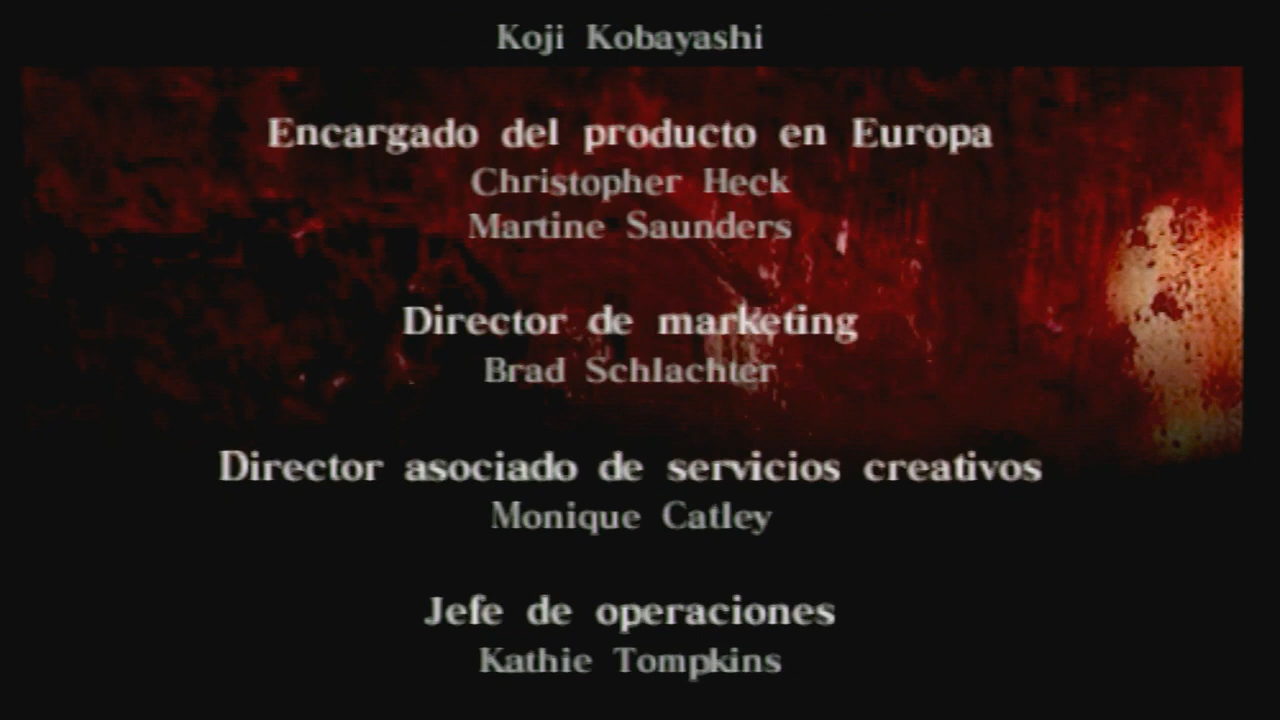 Koji Kobayashi
Encargado del producto en Europa
Christopher Heck
Martine Saunders
Director de marketing
Brad Schlachter
Director asociado de servicios creativos
Monique Catley
Jefe de operaciones
Kathie Tompkins